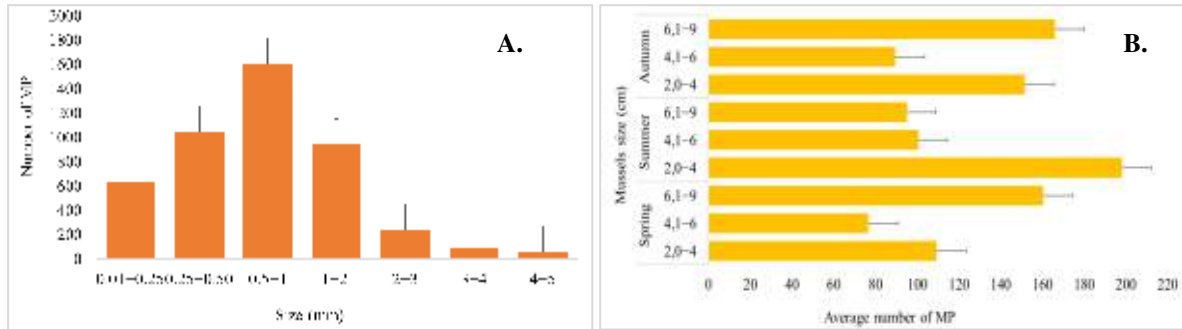 A.
Number of MP
2000
1800
1600
1400
1200
1000
800
600
400
200
0
0.01-0.25
0.25-0.50
0.5-1
1-2
2-3
3-4
4-5
Size (mm)
B.
Mussels size (cm)
Autumn
6,1-9
4,1-6
2,0-4
Summer
6,1-9
4,1-6
2,0-4
Spring
6,1-9
4,1-6
2,0-4
0 20 40 60 80 100 120 140 160 180 200 220
Average number of MP